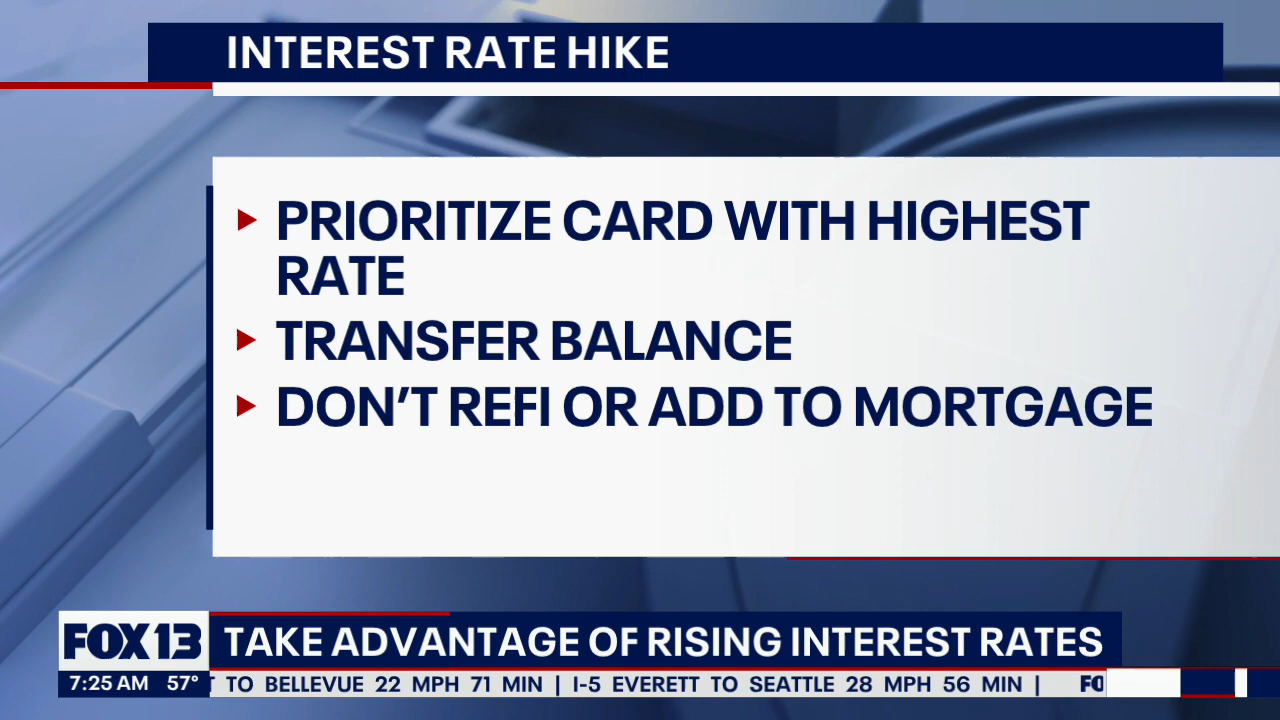 INTEREST RATE HIKE
PRIORITIZE CARD WITH HIGHEST
RATE
TRANSFER BALANCE
DON'T REFI OR ADD TO MORTGAGE
FOX 13
TAKE ADVANTAGE OF RISING INTEREST RATES
7:25 AM 57°
TO BELLEVUE 22 MPH 71 MIN | I-5 EVERETT TO SEATTLE 28 MPH 56 MIN |